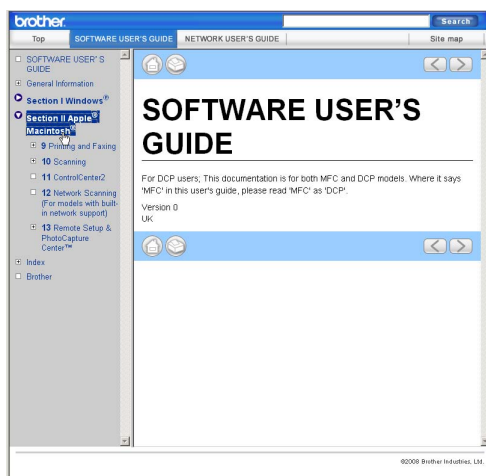 brother.
Search
Top
SOFTWARE USER'S GUIDE
NETWORK USER'S GUIDE
Site map
SOFTWARE USER' S
GUIDE
General Information
Section I Windows®
Section II Apple®
Macintosh®
9 Printing and Faxing
10 Scanning
11 ControlCenter2
12 Network Scanning
(For models with built-
in network support)
13 Remote Setup &
PhotoCapture
Center™
Index
Brother
SOFTWARE USER'S
GUIDE
For DCP users; This documentation is for both MFC and DCP models. Where it says
'MFC' in this user's guide, please read 'MFC' as 'DCP'.
Version 0
UK
©2008 Brother Industries, Ltd.